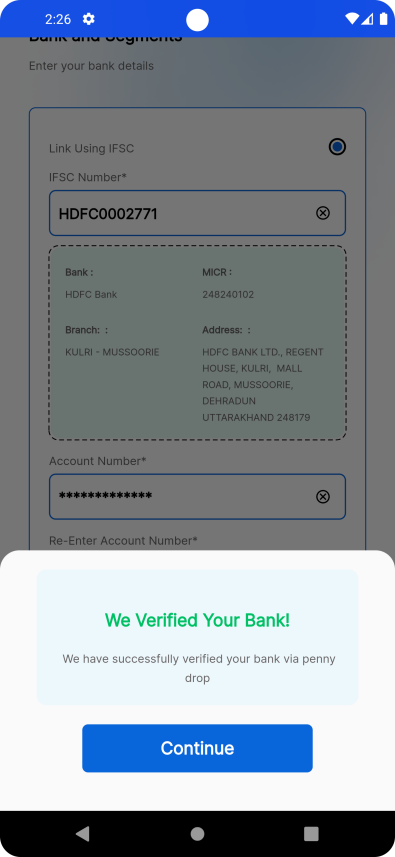 2:26
Bank and Segments
Enter your bank details
Link Using IFSC
IFSC Number*
HDFC0002771
Bank :
MICR :
HDFC Bank
248240102
Branch:  :
Address:  :
KULRI - MUSSOORIE
HDFC BANK LTD., REGENT
HOUSE, KULRI,  MALL
ROAD, MUSSOORIE,
DEHRADUN
UTTARAKHAND 248179
Account Number*
*************
Re-Enter Account Number*
We Verified Your Bank!
We have successfully verified your bank via penny
drop
Continue